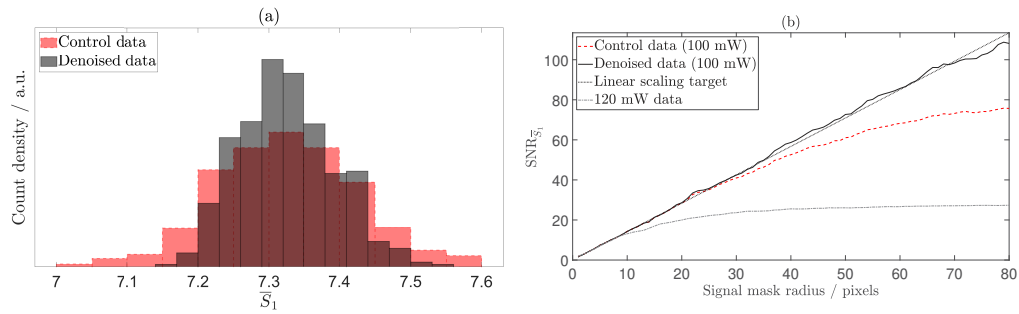 (a)
Control data
Denoised data
Count density / a.u.
7
7.1
7.2
7.3
7.4
7.5
7.6
S̅₁
(b)
Control data (100 mW)
Denoised data (100 mW)
Linear scaling target
120 mW data
SNR_S̅₁
100
80
60
40
20
0
0
10
20
30
40
50
60
70
80
Signal mask radius / pixels